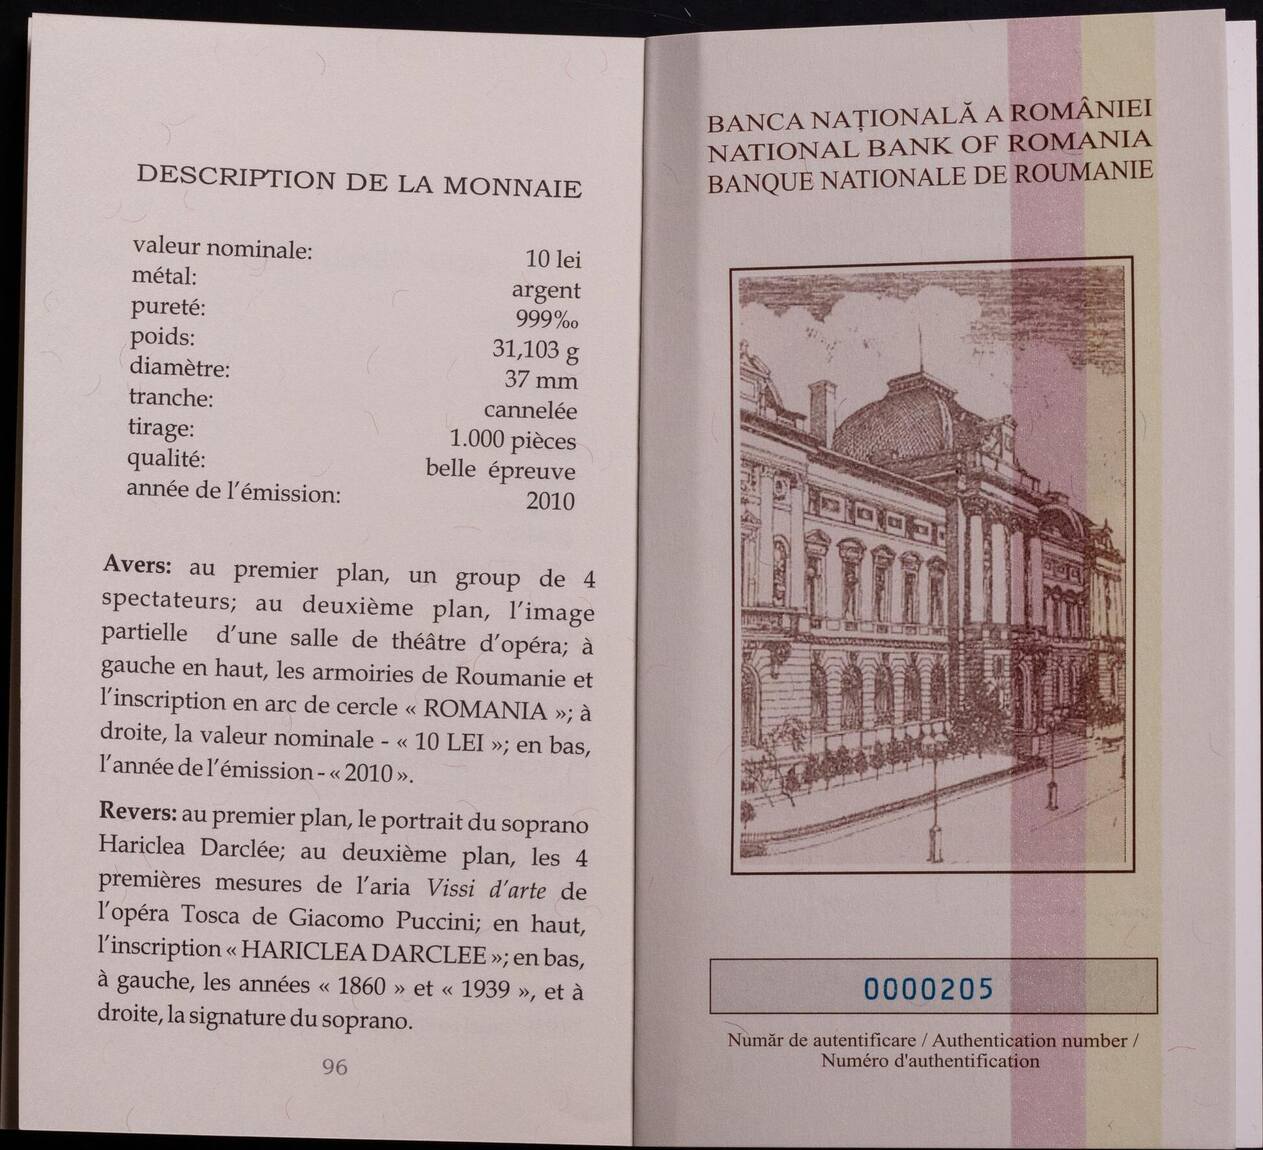 DESCRIPTION DE LA MONNAIE
valeur nominale: 10 lei
métal: argent
pureté: 999‰
poids: 31,103 g
diamètre: 37 mm
tranche: cannelée
tirage: 1.000 pièces
qualité: belle épreuve
année de l'émission: 2010
Avers: au premier plan, un group de 4
spectateurs; au deuxième plan, l'image
partielle d'une salle de théâtre d'opéra; à
gauche en haut, les armoiries de Roumanie et
l'inscription en arc de cercle « ROMANIA »; à
droite, la valeur nominale - « 10 LEI »; en bas,
l'année de l'émission - « 2010 ».
Revers: au premier plan, le portrait du soprano
Hariclea Darclée; au deuxième plan, les 4
premières mesures de l'aria Vissi d'arte de
l'opéra Tosca de Giacomo Puccini; en haut,
l'inscription « HARICLEA DARCLEE »; en bas,
à gauche, les années « 1860 » et « 1939 », et à
droite, la signature du soprano.
96
BANCA NAȚIONALĂ A ROMÂNIEI
NATIONAL BANK OF ROMANIA
BANQUE NATIONALE DE ROUMANIE
0000205
Număr de autentificare / Authentication number /
Numéro d'authentification